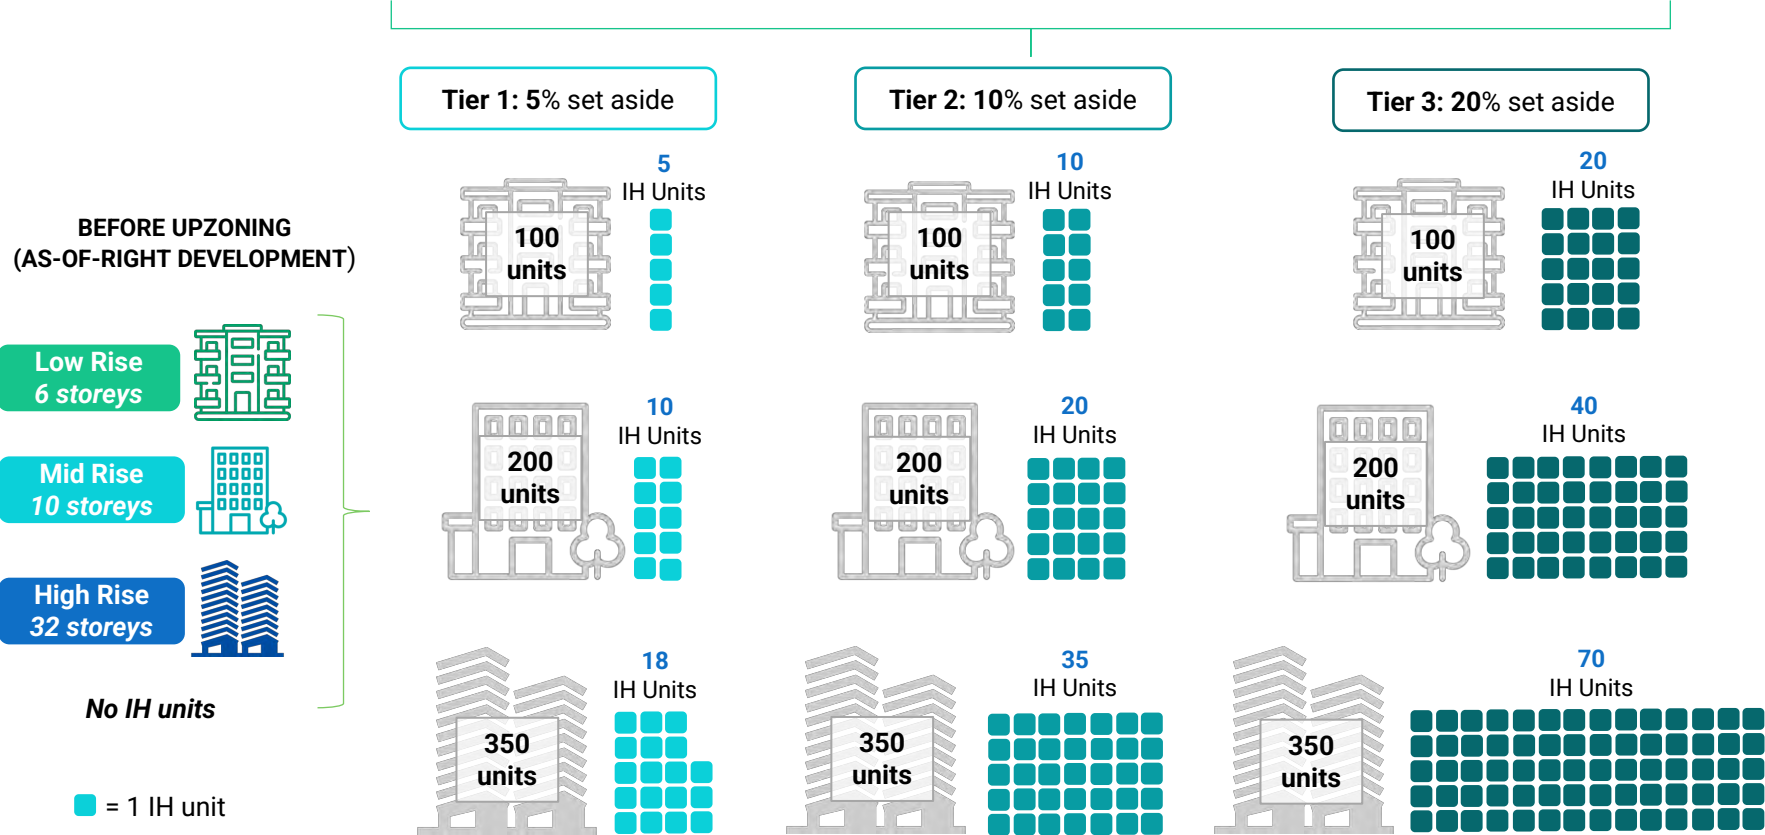 Tier 1: 5% set aside
Tier 2: 10% set aside
Tier 3: 20% set aside
BEFORE UPZONING
(AS-OF-RIGHT DEVELOPMENT)
Low Rise
6 storeys
Mid Rise
10 storeys
High Rise
32 storeys
No IH units
= 1 IH unit
100
units
5
IH Units
100
units
10
IH Units
100
units
20
IH Units
200
units
10
IH Units
200
units
20
IH Units
200
units
40
IH Units
350
units
18
IH Units
350
units
35
IH Units
350
units
70
IH Units